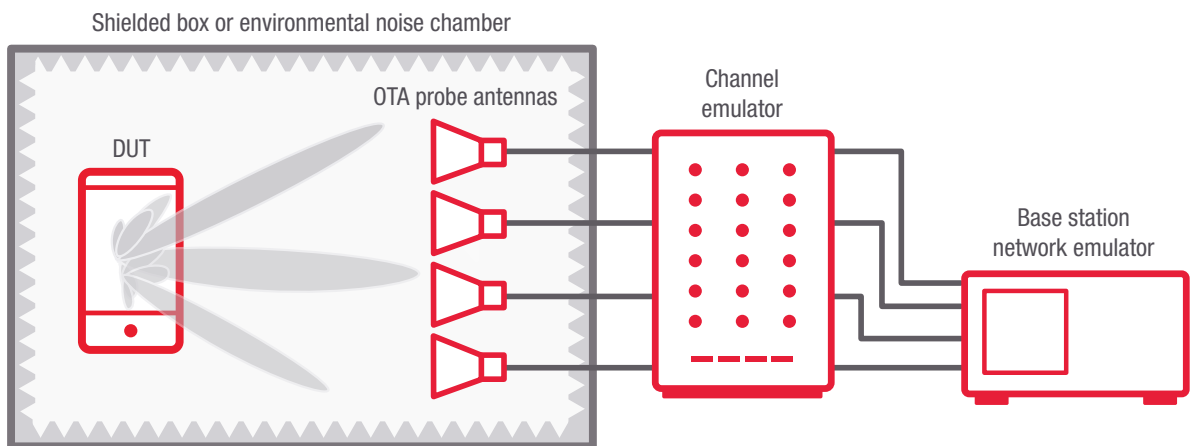 Shielded box or environmental noise chamber
DUT
OTA probe antennas
Channel
emulator
Base station
network emulator